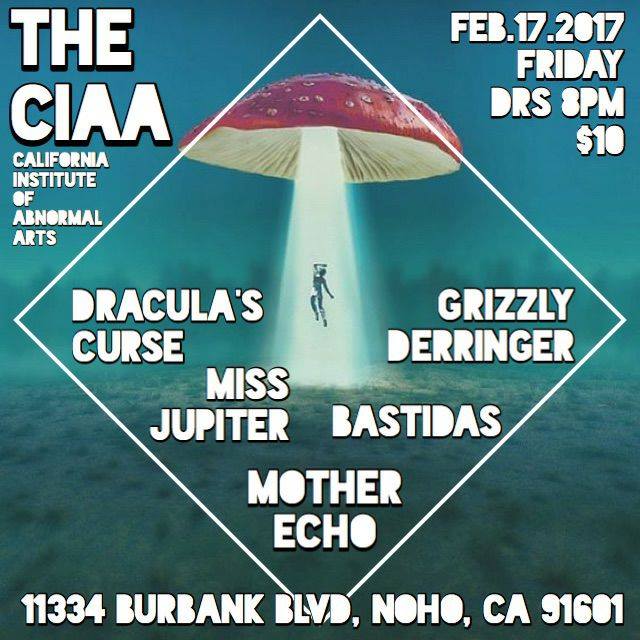 THE
CIAA
CALIFORNIA
INSTITUTE
OF
ABNORMAL
ARTS
FEB.17.2017
FRIDAY
DRS 8PM
$10
DRACULA'S
CURSE
GRIZZLY
DERRINGER
MISS
JUPITER
BASTIDAS
MOTHER
ECHO
11334 BURBANK BLVD, NOHO, CA 91601